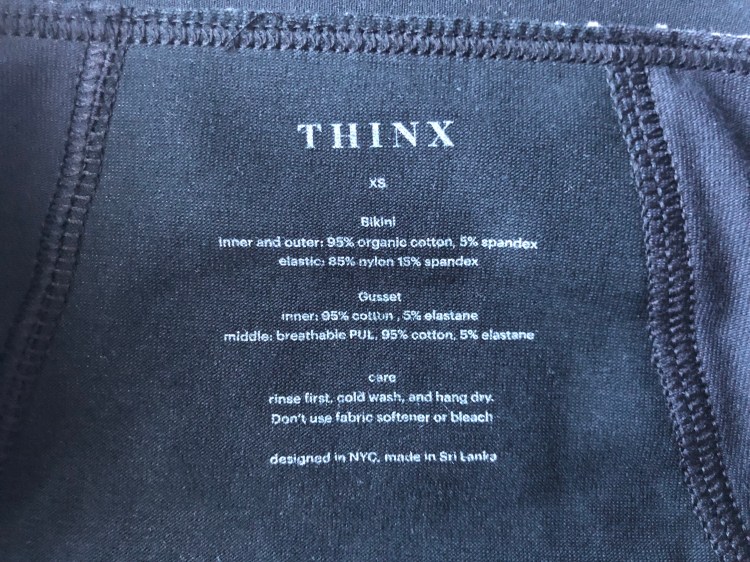 THINX
XS
Bikini
inner and outer: 95% organic cotton, 5% spandex
elastic: 85% nylon 15% spandex
Gusset
inner: 95% cotton , 5% elastane
middle: breathable PUL, 95% cotton, 5% elastane
care
rinse first, cold wash, and hang dry.
Don't use fabric softener or bleach
designed in NYC, made in Sri Lanka